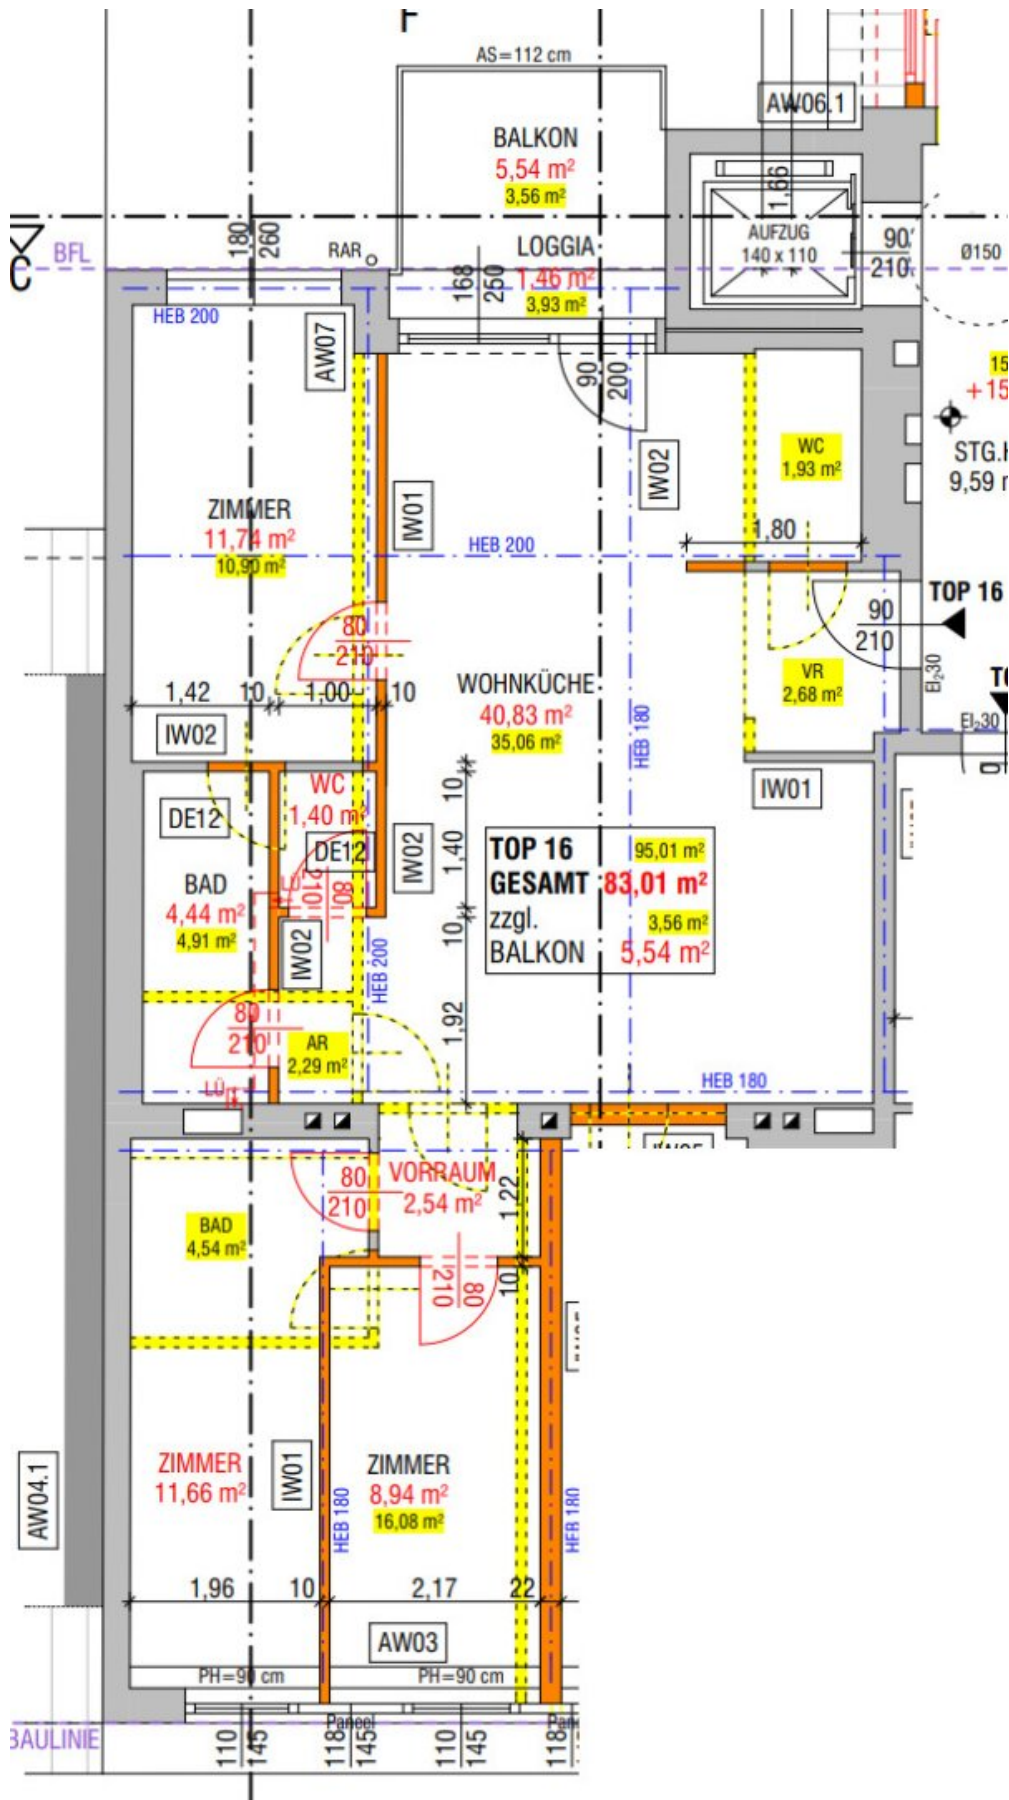 F
AS=112 cm
AW06.1
BALKON
5,54 m²
3,56 m²
1,66
AUFZUG
140 x 110
90
210
Ø150
C
BFL
180
260
RAR
LOGGIA
1,46 m²
3,93 m²
168
250
HEB 200
AW07
90
200
15
+15
IW02
WC
1,93 m²
STG.H
9,59 m
ZIMMER
11,74 m²
10,90 m²
IW01
HEB 200
1,80
TOP 16
90
210
EI₂30
80
210
WOHNKÜCHE
40,83 m²
35,06 m²
VR
2,68 m²
HEB 180
1,42
10
1,00
10
EI₂30
IW02
IW01
WC
1,40 m²
DE12
DE12
10
1,40
10
1,92
IW02
TOP 16
95,01 m²
GESAMT
83,01 m²
zzgl.
3,56 m²
BALKON
5,54 m²
BAD
4,44 m²
4,91 m²
LÜ
80
210
IW02
HEB 200
80
210
AR
2,29 m²
LÜ
HEB 180
80
210
VORRAUM
2,54 m²
1,22
10
BAD
4,54 m²
80
210
AW04.1
ZIMMER
11,66 m²
IW01
HEB 180
ZIMMER
8,94 m²
16,08 m²
HEB 180
1,96
10
2,17
22
AW03
PH=90 cm
PH=90 cm
Paneel
BAULINIE
110
145
118
145
110
145
118